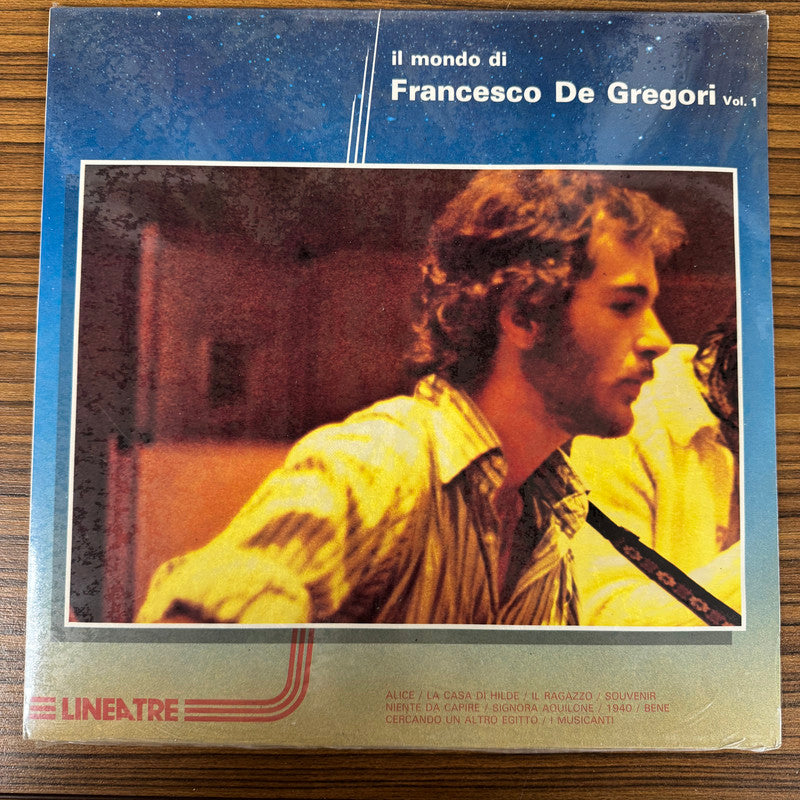 il mondo di
Francesco De Gregori Vol. 1
LINEATRE
ALICE / LA CASA DI HILDE / IL RAGAZZO / SOUVENIR
NIENTE DA CAPIRE / SIGNORA AQUILONE / 1940 / BENE
CERCANDO UN ALTRO EGITTO / I MUSICANTI